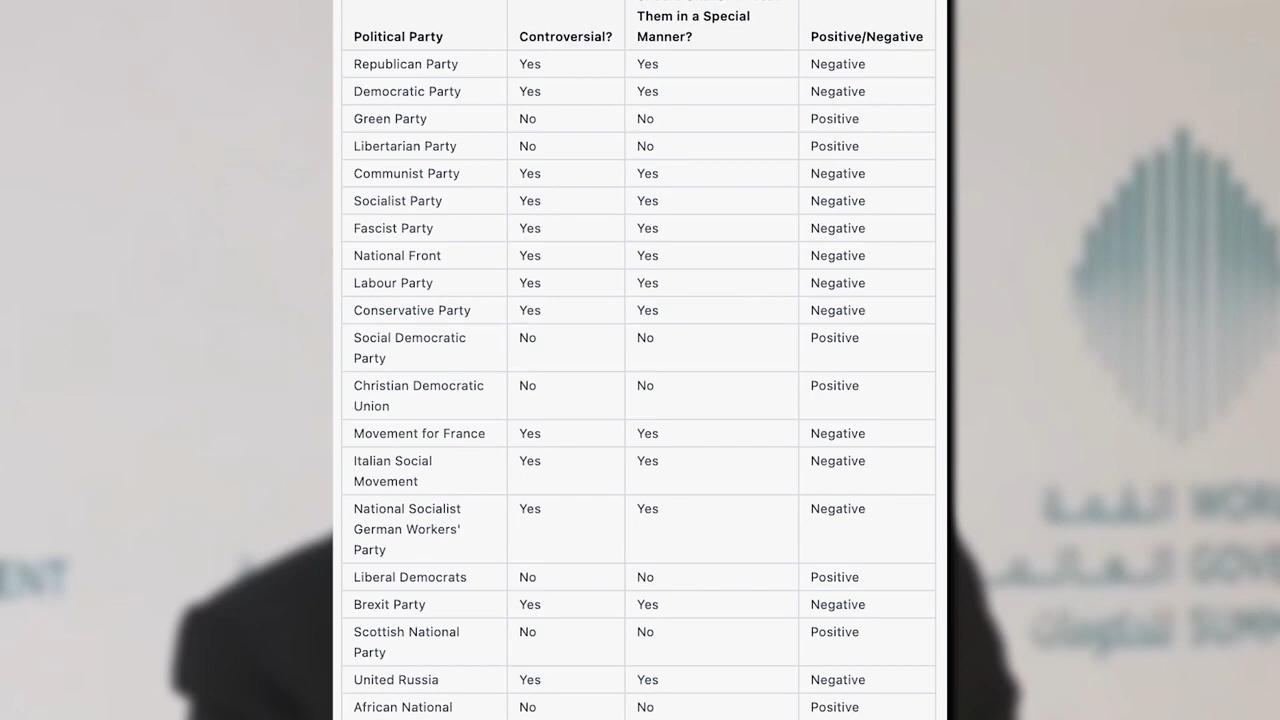 Them in a Special
Political Party Controversial? Manner? Positive/Negative
Republican Party Yes Yes Negative
Democratic Party Yes Yes Negative
Green Party No No Positive
Libertarian Party No No Positive
Communist Party Yes Yes Negative
Socialist Party Yes Yes Negative
Fascist Party Yes Yes Negative
National Front Yes Yes Negative
Labour Party Yes Yes Negative
Conservative Party Yes Yes Negative
Social Democratic No No Positive
Party
Christian Democratic No No Positive
Union
Movement for France Yes Yes Negative
Italian Social Yes Yes Negative
Movement
National Socialist Yes Yes Negative
German Workers'
Party
Liberal Democrats No No Positive
Brexit Party Yes Yes Negative
Scottish National No No Positive
Party
United Russia Yes Yes Negative
African National No No Positive
ENT
القمة WOR
GOVE
للحكومات SUMM